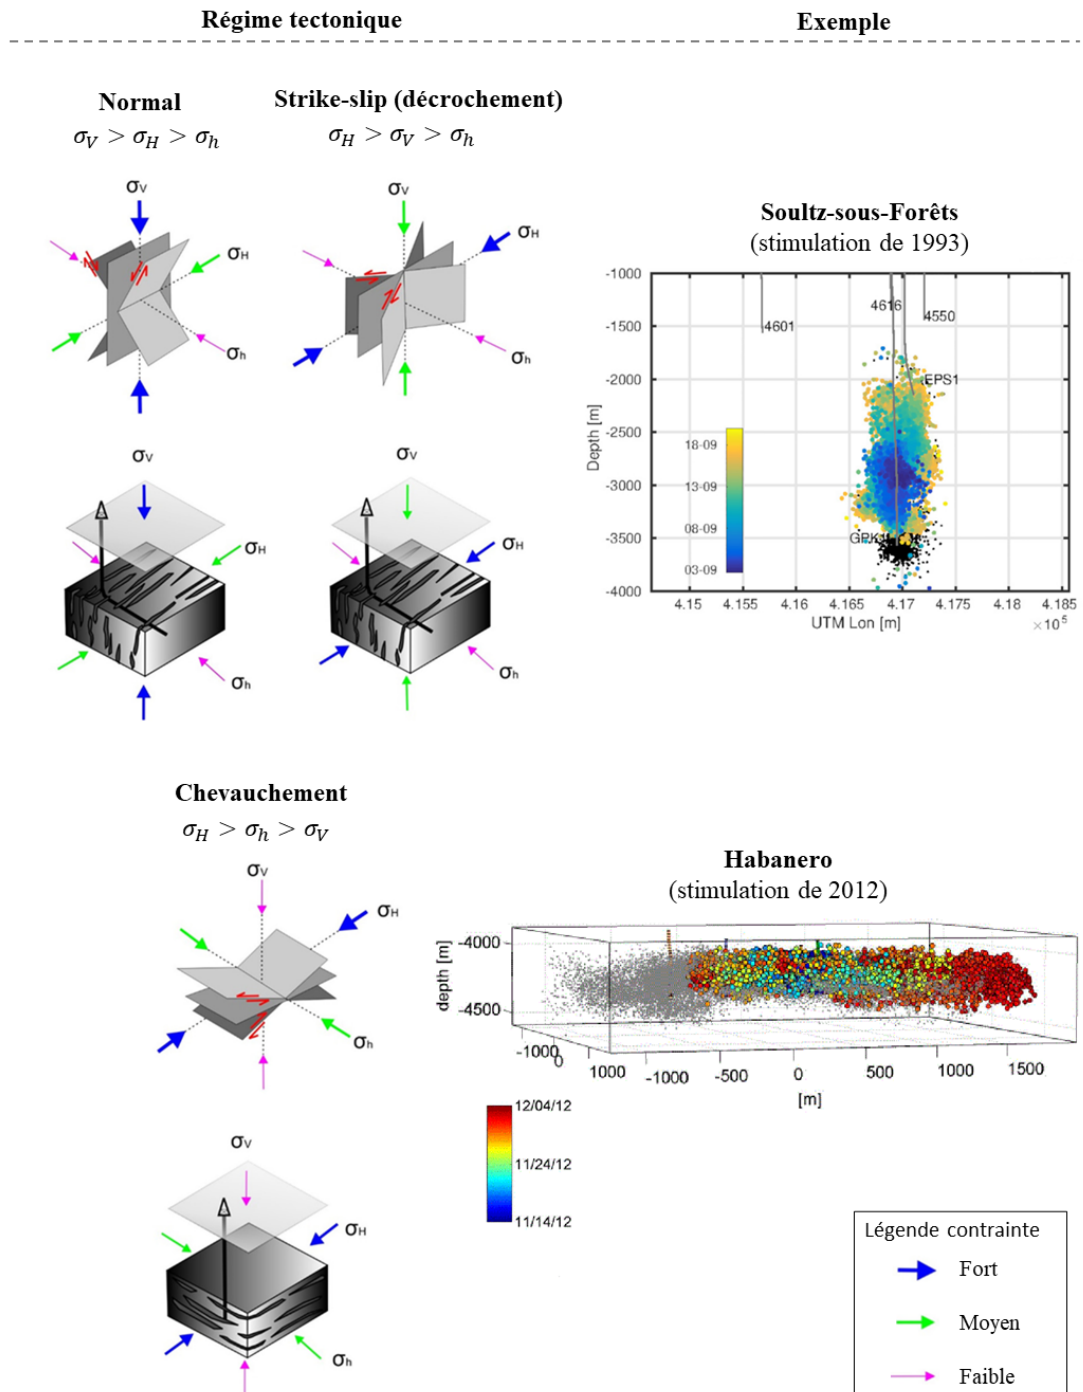 Régime tectonique
Exemple
Normal
σV > σH > σh
Strike-slip (décrochement)
σH > σV > σh
σV
σH
σh
σV
σH
σh
σV
σH
σh
σV
σH
σh
Soultz-sous-Forêts
(stimulation de 1993)
-1000
-1500
-2000
-2500
-3000
-3500
-4000
Depth [m]
4601
4616
4550
EPS1
18-09
13-09
08-09
03-09
4.15
4.155
4.16
4.165
4.17
4.175
4.18
4.185
UTM Lon [m]
×10⁵
Chevauchement
σH > σh > σV
σV
σH
σh
σV
σH
σh
Habanero
(stimulation de 2012)
-4000
-4500
depth [m]
-1000
0
1000
-1000
-500
0
500
1000
1500
[m]
12/04/12
11/24/12
11/14/12
Légende contrainte
Fort
Moyen
Faible